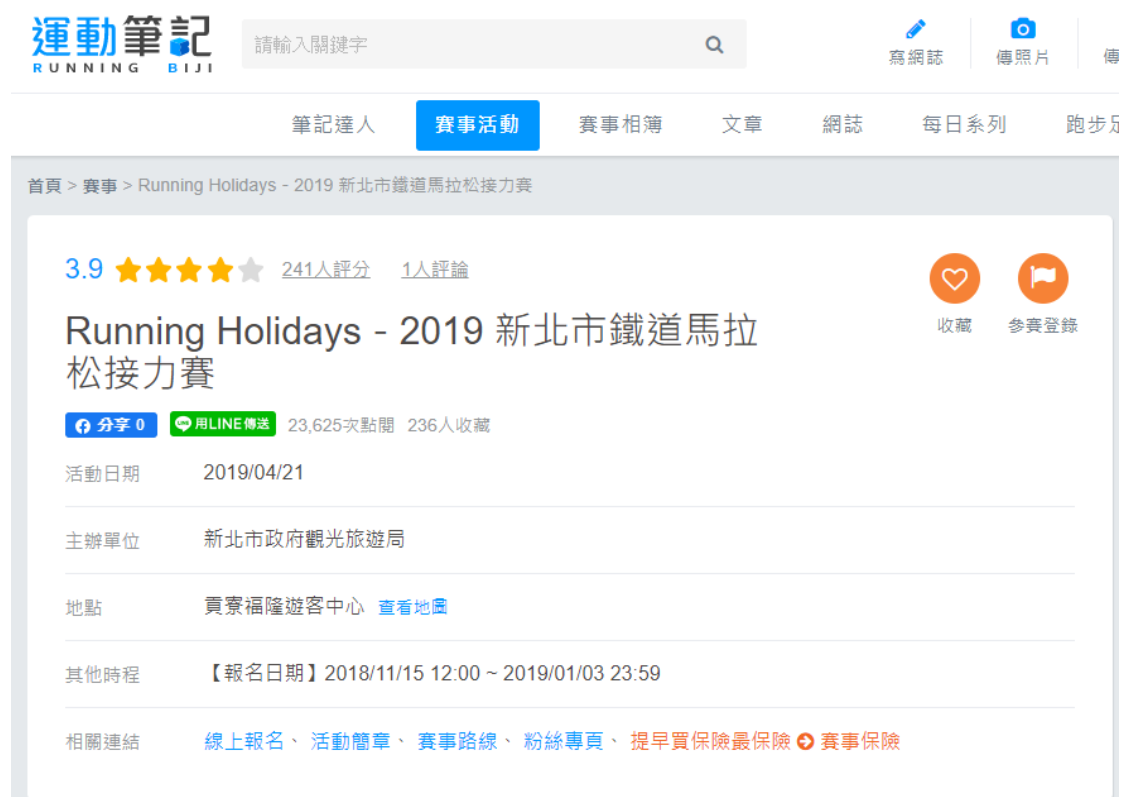 運動筆記
RUNNING BIJI
請輸入關鍵字
寫網誌
傳照片
筆記達人 賽事活動 賽事相簿 文章 網誌 每日系列 跑步
首頁 > 賽事 > Running Holidays - 2019 新北市鐵道馬拉松接力賽
3.9 241人評分 1人評論
收藏 參賽登錄
Running Holidays - 2019 新北市鐵道馬拉
松接力賽
分享 0 用LINE傳送 23,625次點閱 236人收藏
活動日期 2019/04/21
主辦單位 新北市政府觀光旅遊局
地點 貢寮福隆遊客中心 查看地圖
其他時程 【報名日期】2018/11/15 12:00 ~ 2019/01/03 23:59
相關連結 線上報名、活動簡章、賽事路線、粉絲專頁、提早買保險最保險 賽事保險